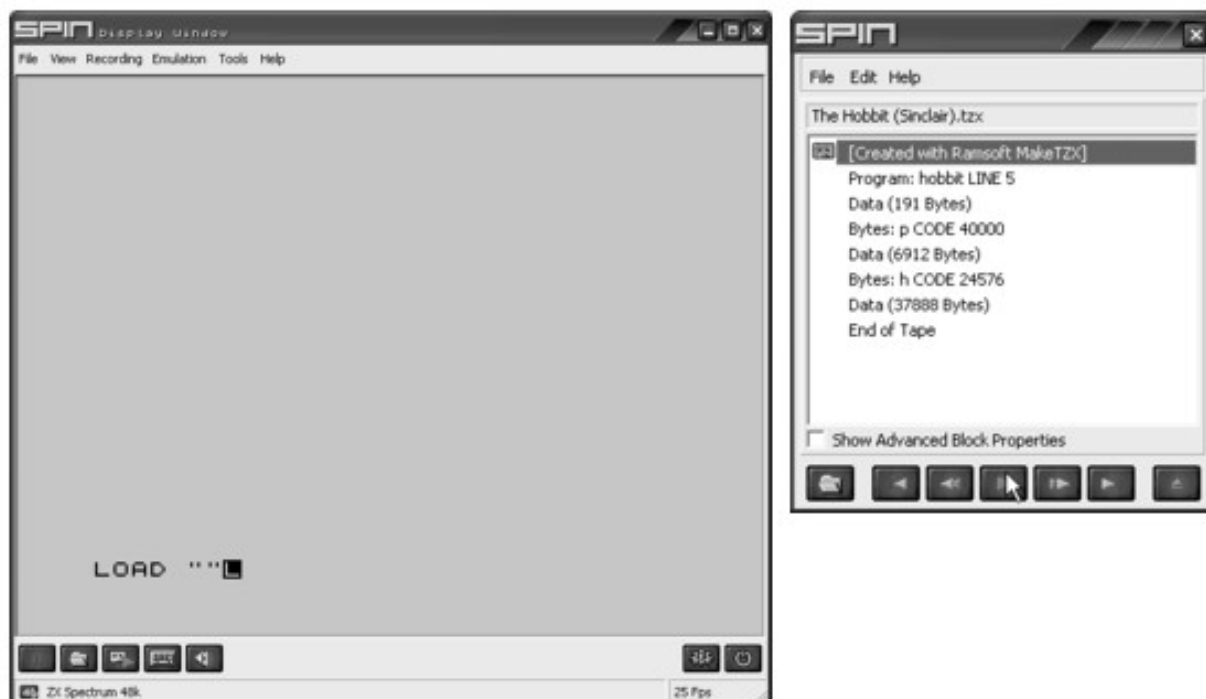 SPIN Display Window
File View Recording Emulation Tools Help
LOAD ""L
ZX Spectrum 48k
25 Fps
SPIN
File Edit Help
The Hobbit (Sinclair).tzx
[Created with Ramsoft MakeTZX]
Program: hobbit LINE 5
Data (191 Bytes)
Bytes: p CODE 40000
Data (6912 Bytes)
Bytes: h CODE 24576
Data (37888 Bytes)
End of Tape
Show Advanced Block Properties